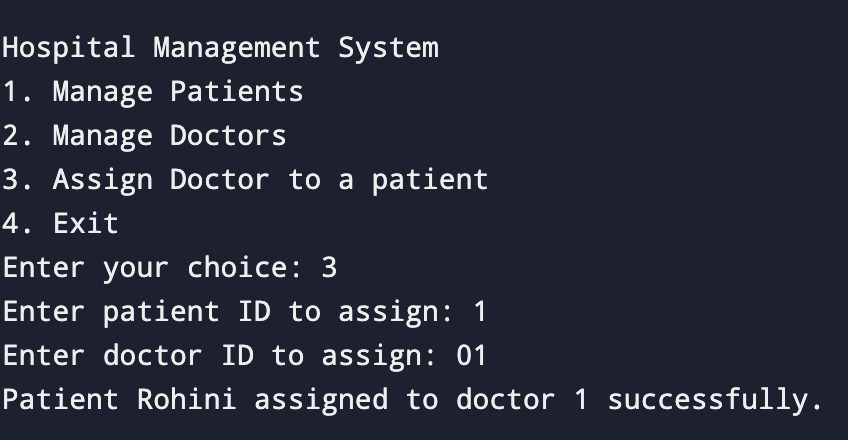 Hospital Management System
1. Manage Patients
2. Manage Doctors
3. Assign Doctor to a patient
4. Exit
Enter your choice: 3
Enter patient ID to assign: 1
Enter doctor ID to assign: 01
Patient Rohini assigned to doctor 1 successfully.